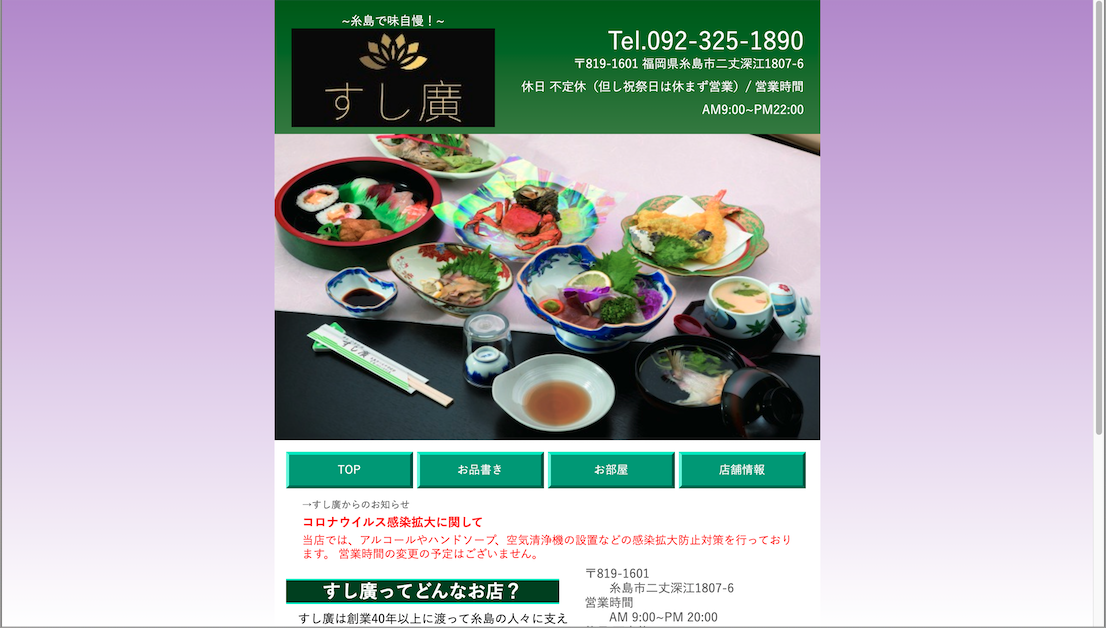 ~糸島で味自慢！~
すし廣
Tel.092-325-1890
〒819-1601 福岡県糸島市二丈深江1807-6
休日 不定休（但し祝祭日は休まず営業）/ 営業時間
AM9:00~PM22:00
すし廣
TOP
お品書き
お部屋
店舗情報
→すし廣からのお知らせ
コロナウイルス感染拡大に関して
当店では、アルコールやハンドソープ、空気清浄機の設置などの感染拡大防止対策を行っており
ます。 営業時間の変更の予定はございません。
すし廣ってどんなお店？
すし廣は創業40年以上に渡って糸島の人々に支え
〒819-1601
糸島市二丈深江1807-6
営業時間
AM 9:00~PM 20:00